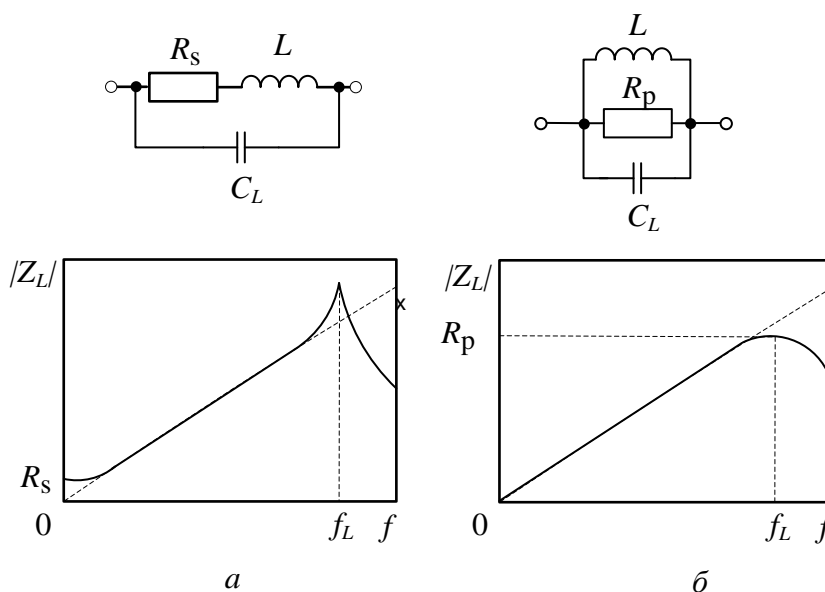 R_s L
C_L
L
R_p
C_L
|Z_L|
R_s
0 f_L f
x
а
|Z_L|
R_p
0 f_L f
б